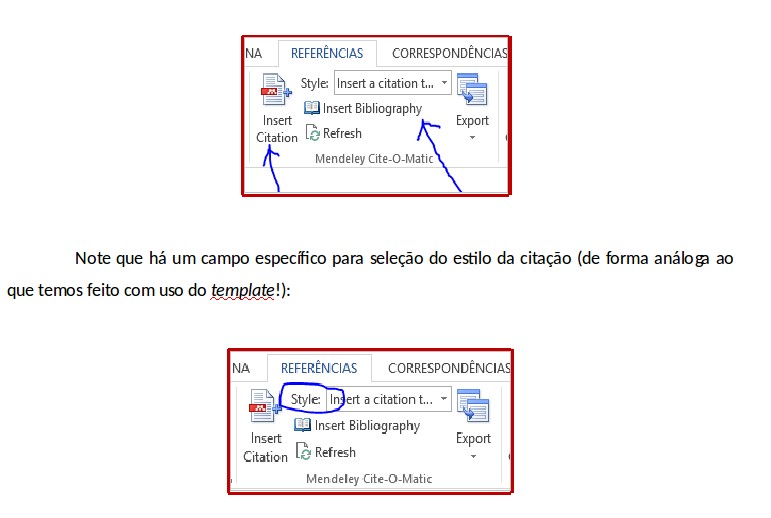 NA REFERÊNCIAS CORRESPONDÊNCIAS
Style: Insert a citation t...
Insert Bibliography
Insert
Citation
Refresh
Export
Mendeley Cite-O-Matic
Note que há um campo específico para seleção do estilo da citação (de forma análoga ao
que temos feito com uso do template!):
NA REFERÊNCIAS CORRESPONDÊNCIAS
Style: Insert a citation t...
Insert Bibliography
Insert
Citation
Refresh
Export
Mendeley Cite-O-Matic